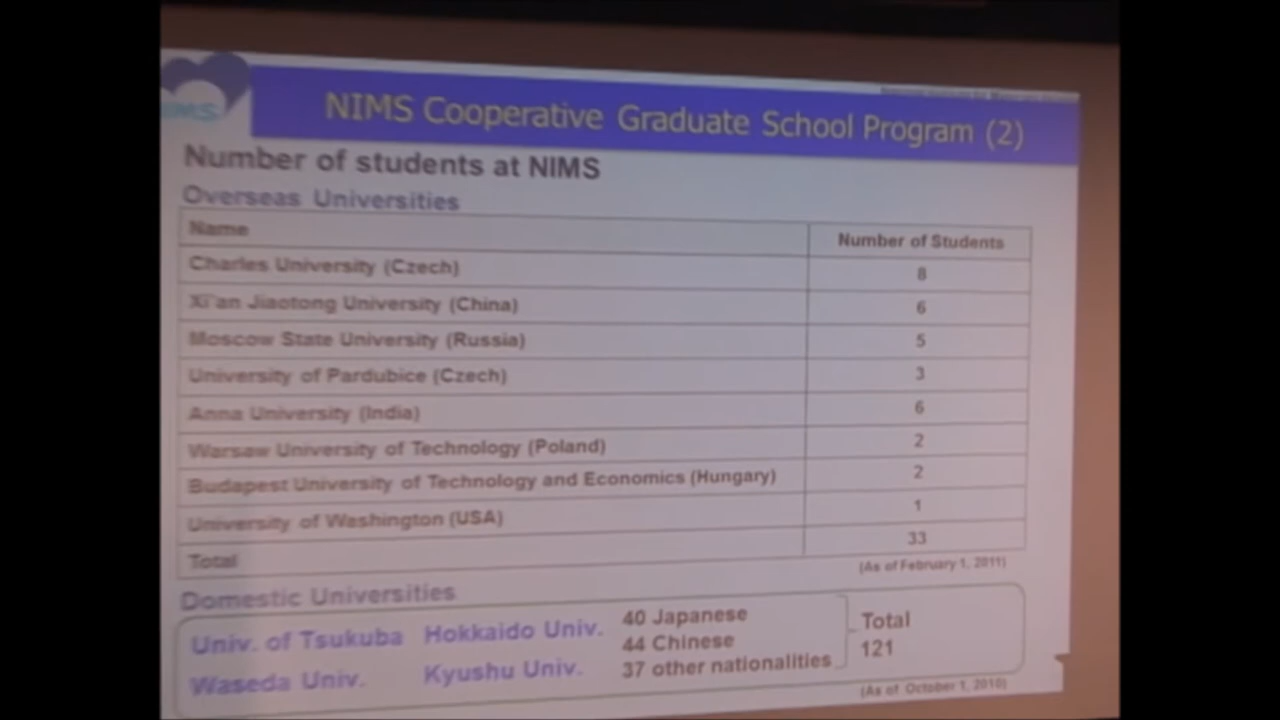 NIMS
NIMS Cooperative Graduate School Program (2)
Number of students at NIMS
Overseas Universities
Name Number of Students
Charles University (Czech) 8
Xi'an Jiaotong University (China) 6
Moscow State University (Russia) 5
University of Pardubice (Czech) 3
Anna University (India) 6
Warsaw University of Technology (Poland) 2
Budapest University of Technology and Economics (Hungary) 2
University of Washington (USA) 1
Total 33
(As of February 1, 2011)
Domestic Universities
Univ. of Tsukuba Hokkaido Univ.
Waseda Univ. Kyushu Univ.
40 Japanese
44 Chinese
37 other nationalities
Total
121
(As of October 1, 2010)